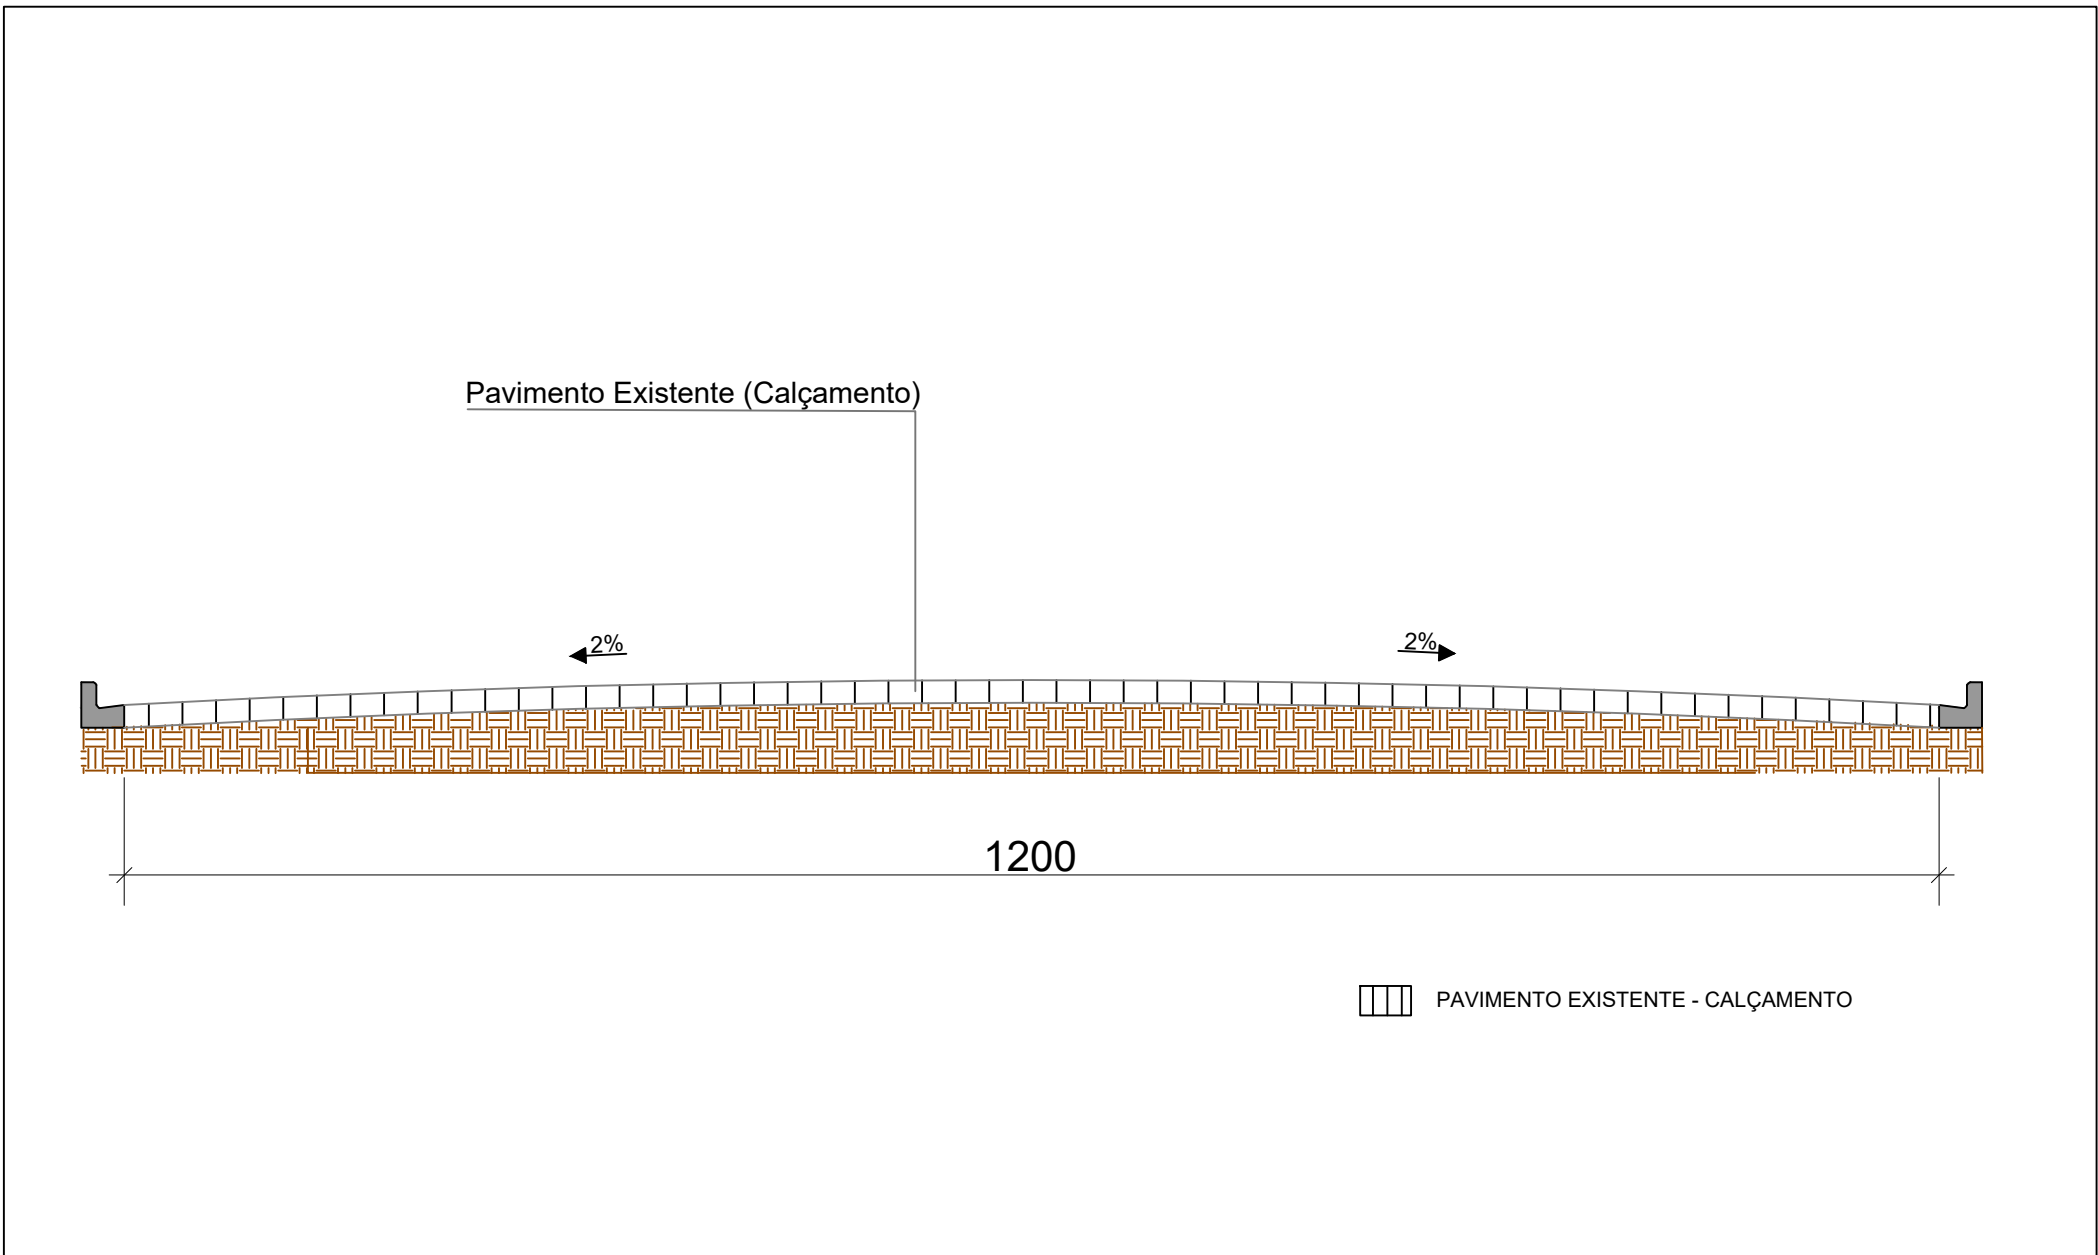 Pavimento Existente (Calçamento)
2%
2%
1200
PAVIMENTO EXISTENTE - CALÇAMENTO